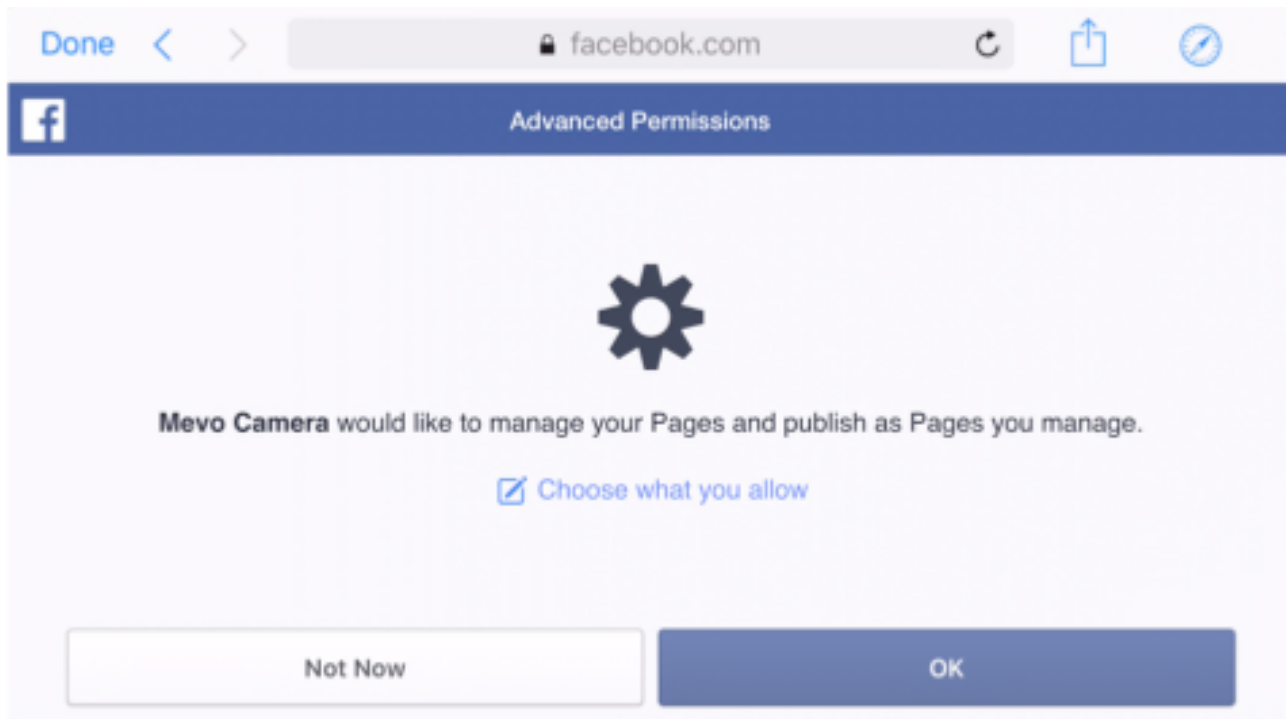 Done facebook.com
Advanced Permissions
Mevo Camera would like to manage your Pages and publish as Pages you manage.
Choose what you allow
Not Now OK